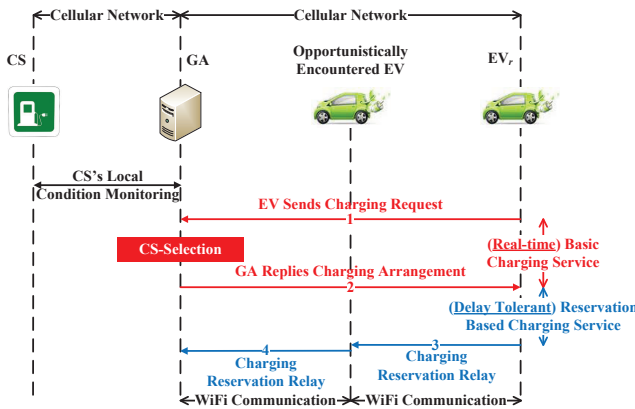 Cellular Network
Cellular Network
CS
GA
Opportunistically
Encountered EV
EVr
CS's Local
Condition Monitoring
EV Sends Charging Request
1
CS-Selection
(Real-time) Basic
Charging Service
GA Replies Charging Arrangement
2
(Delay Tolerant) Reservation
Based Charging Service
4
3
Charging
Reservation Relay
Charging
Reservation Relay
WiFi Communication
WiFi Communication